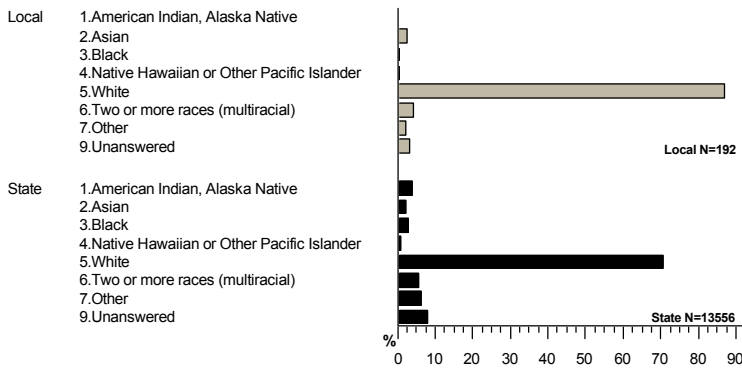 Local 1.American Indian, Alaska Native
2.Asian
3.Black
4.Native Hawaiian or Other Pacific Islander
5.White
6.Two or more races (multiracial)
7.Other
9.Unanswered
Local N=192
State 1.American Indian, Alaska Native
2.Asian
3.Black
4.Native Hawaiian or Other Pacific Islander
5.White
6.Two or more races (multiracial)
7.Other
9.Unanswered
State N=13556
%
0 10 20 30 40 50 60 70 80 90